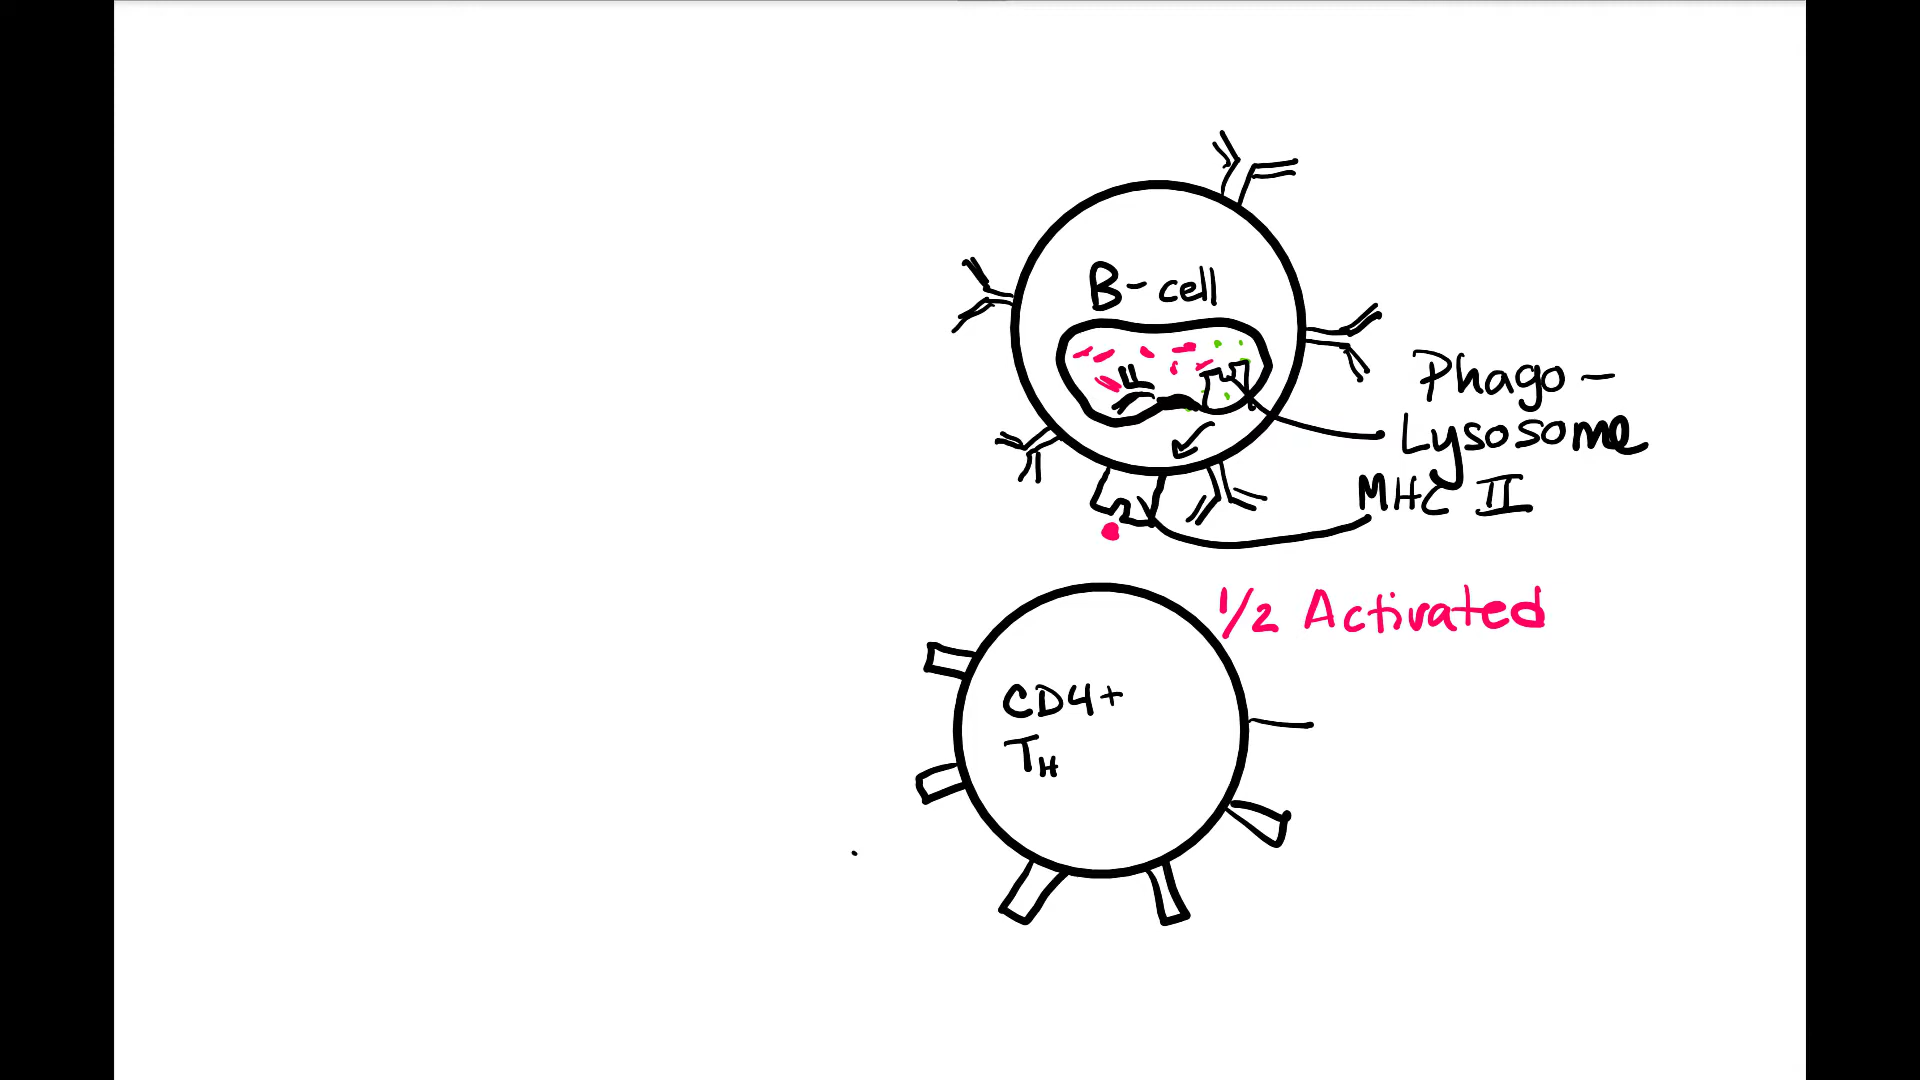 B-cell
Phago-
Lysosome
MHC II
1/2 Activated
CD4+
TH